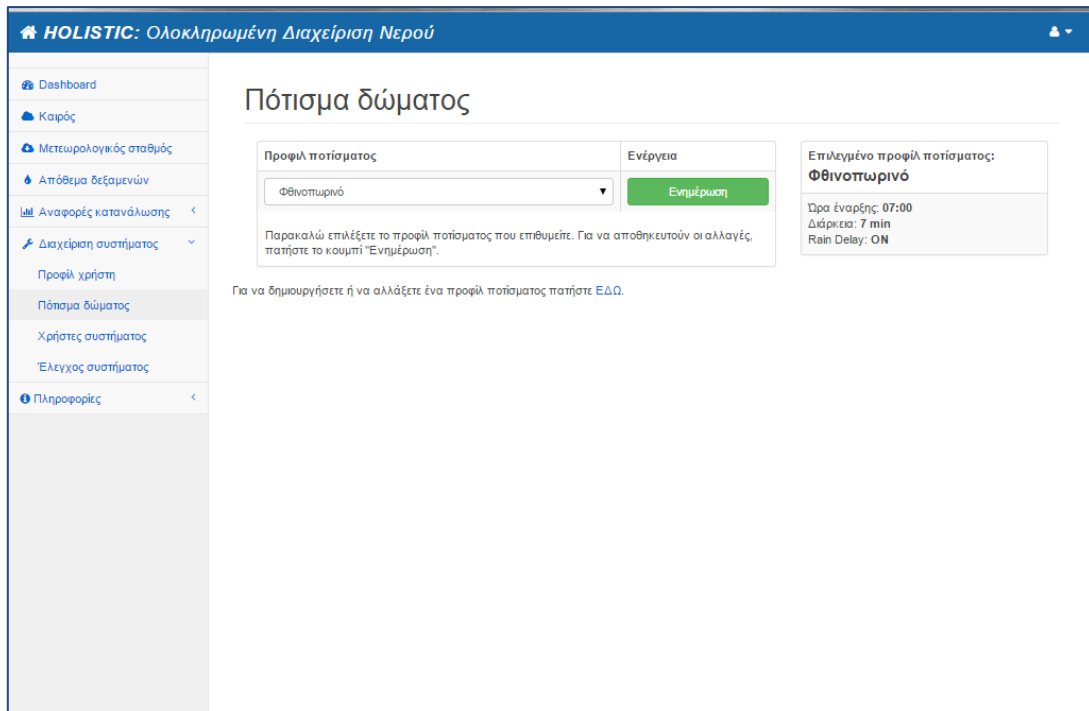 HOLISTIC: Ολοκληρωμένη Διαχείριση Νερού
Dashboard
Καιρός
Μετεωρολογικός σταθμός
Απόθεμα δεξαμενών
Αναφορές κατανάλωσης
Διαχείριση συστήματος
Προφίλ χρήστη
Πότισμα δώματος
Χρήστες συστήματος
Έλεγχος συστήματος
Πληροφορίες
Πότισμα δώματος
Προφιλ ποτίσματος Ενέργεια
Φθινοπωρινό Ενημέρωση
Παρακαλώ επιλέξετε το προφίλ ποτίσματος που επιθυμείτε. Για να αποθηκευτούν οι αλλαγές,
πατήστε το κουμπί "Ενημέρωση".
Για να δημιουργήσετε ή να αλλάξετε ένα προφίλ ποτίσματος πατήστε ΕΔΩ.
Επιλεγμένο προφίλ ποτίσματος:
Φθινοπωρινό
Ώρα έναρξης: 07:00
Διάρκεια: 7 min
Rain Delay: ON